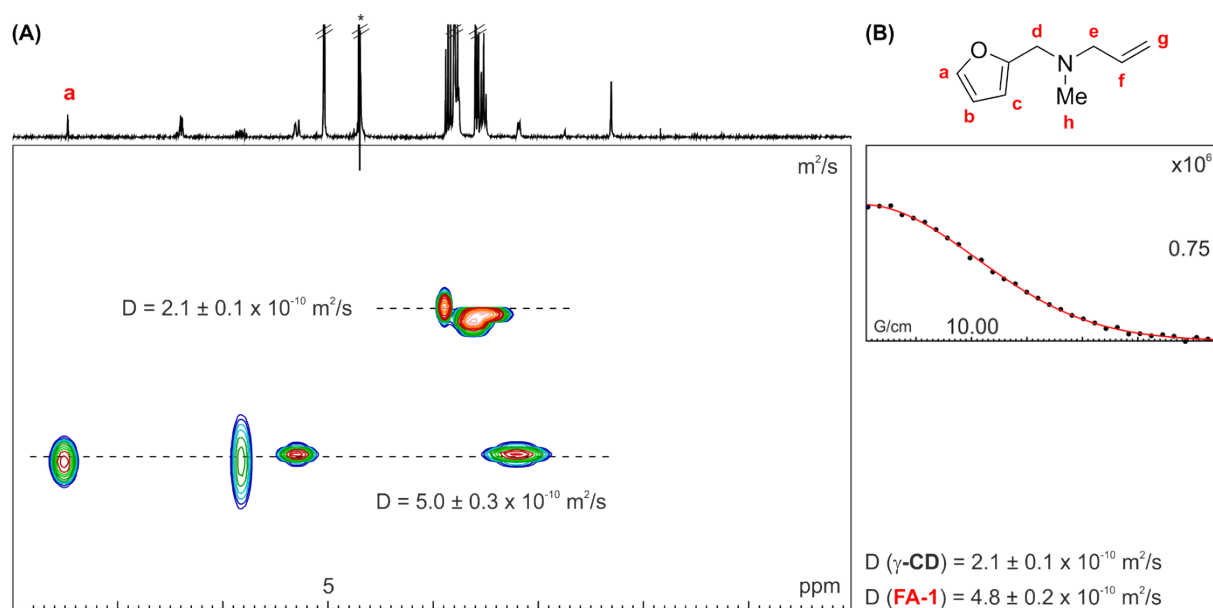 (A)
*
a
m²/s
D = 2.1 ± 0.1 x 10⁻¹⁰ m²/s
D = 5.0 ± 0.3 x 10⁻¹⁰ m²/s
5
ppm
(B)
d
e
g
O
N
a
f
Me
b
c
h
x10⁶
0.75
G/cm
10.00
D (γ-CD) = 2.1 ± 0.1 x 10⁻¹⁰ m²/s
D (FA-1) = 4.8 ± 0.2 x 10⁻¹⁰ m²/s